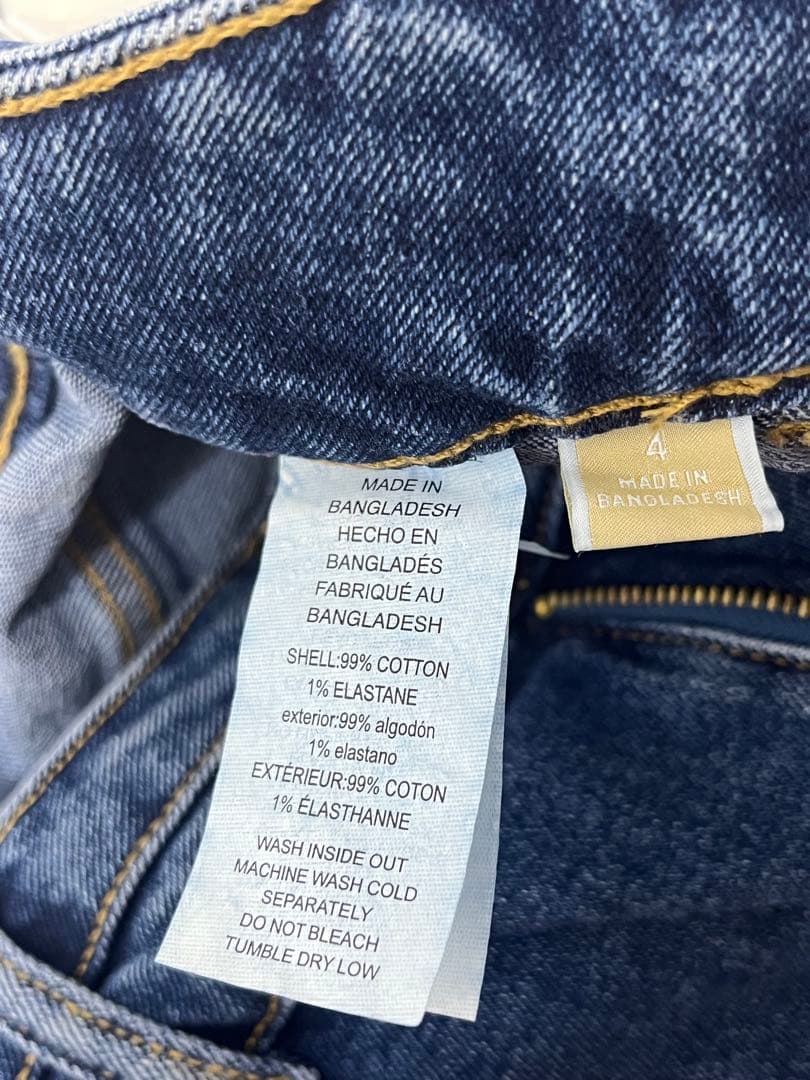 MADE IN
BANGLADESH
HECHO EN
BANGLADÉS
FABRIQUÉ AU
BANGLADESH
SHELL:99% COTTON
1% ELASTANE
exterior:99% algodón
1% elastano
EXTÉRIEUR:99% COTON
1% ÉLASTHANNE
WASH INSIDE OUT
MACHINE WASH COLD
SEPARATELY
DO NOT BLEACH
TUMBLE DRY LOW
4
MADE IN
BANGLADESH